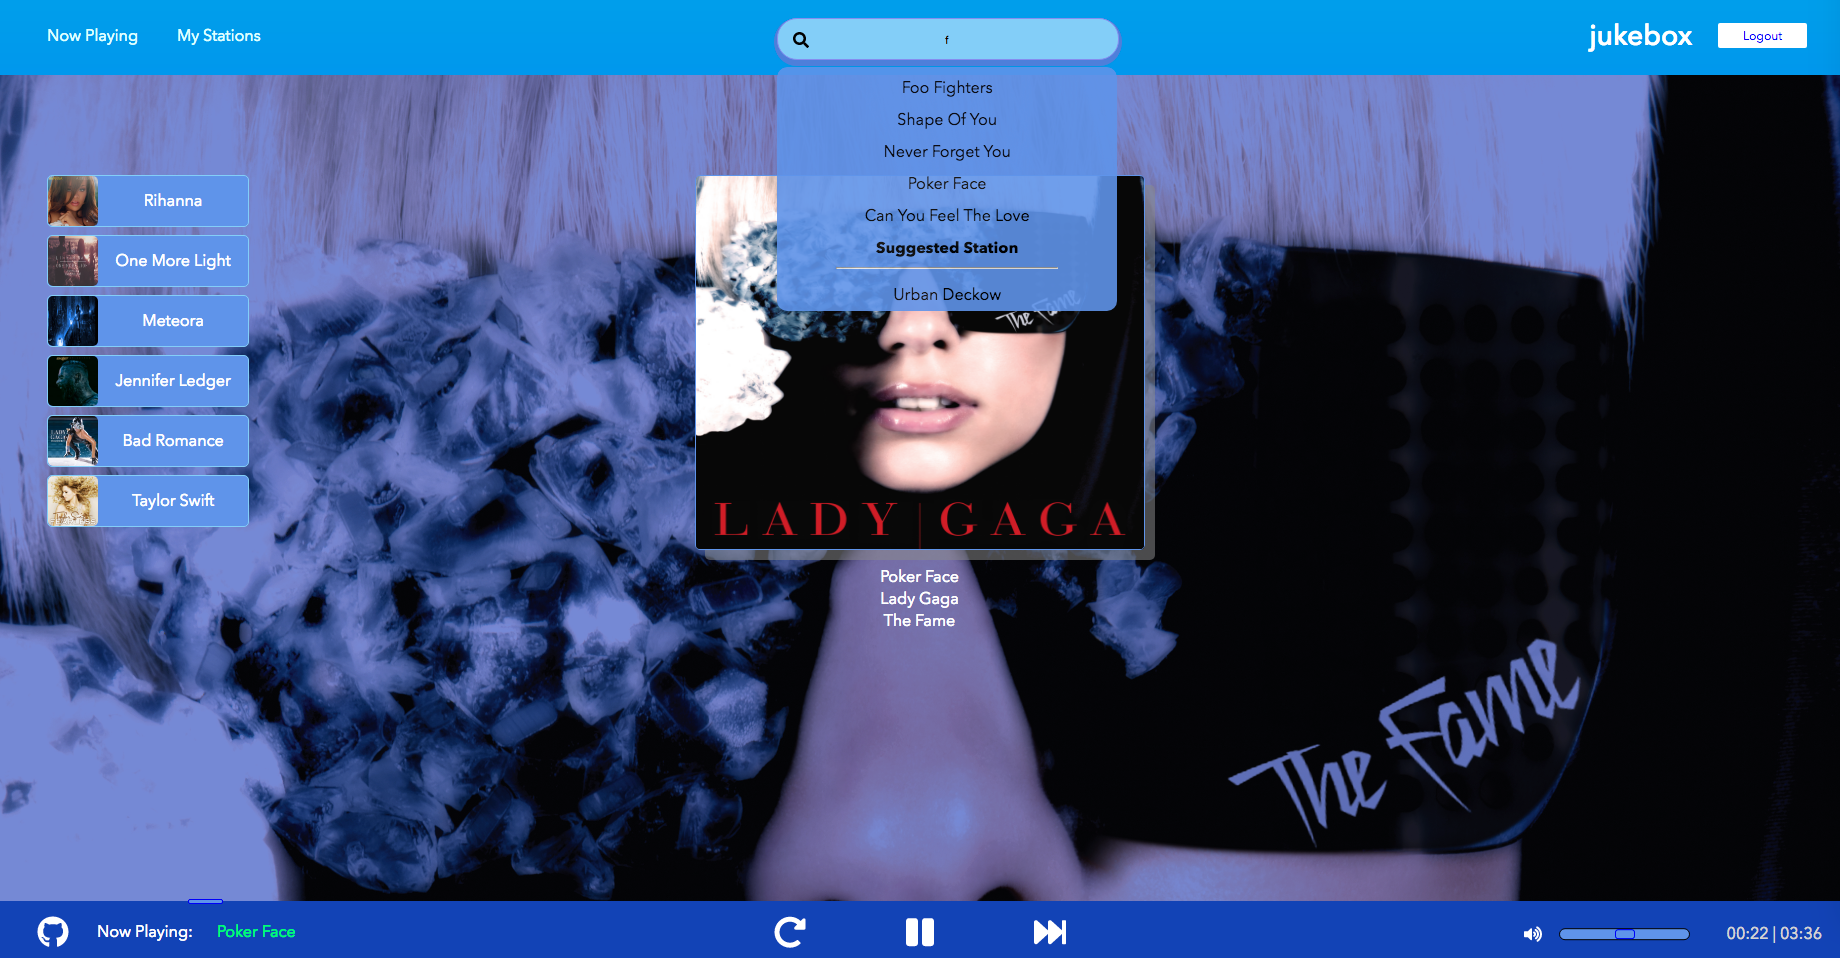 Now Playing
My Stations
f
jukebox
Logout
Foo Fighters
Shape Of You
Never Forget You
Poker Face
Can You Feel The Love
Suggested Station
Urban Deckow
Rihanna
One More Light
Meteora
Jennifer Ledger
Bad Romance
Taylor Swift
The Fame
LADY | GAGA
Poker Face
Lady Gaga
The Fame
The Fame
Now Playing:
Poker Face
00:22 | 03:36